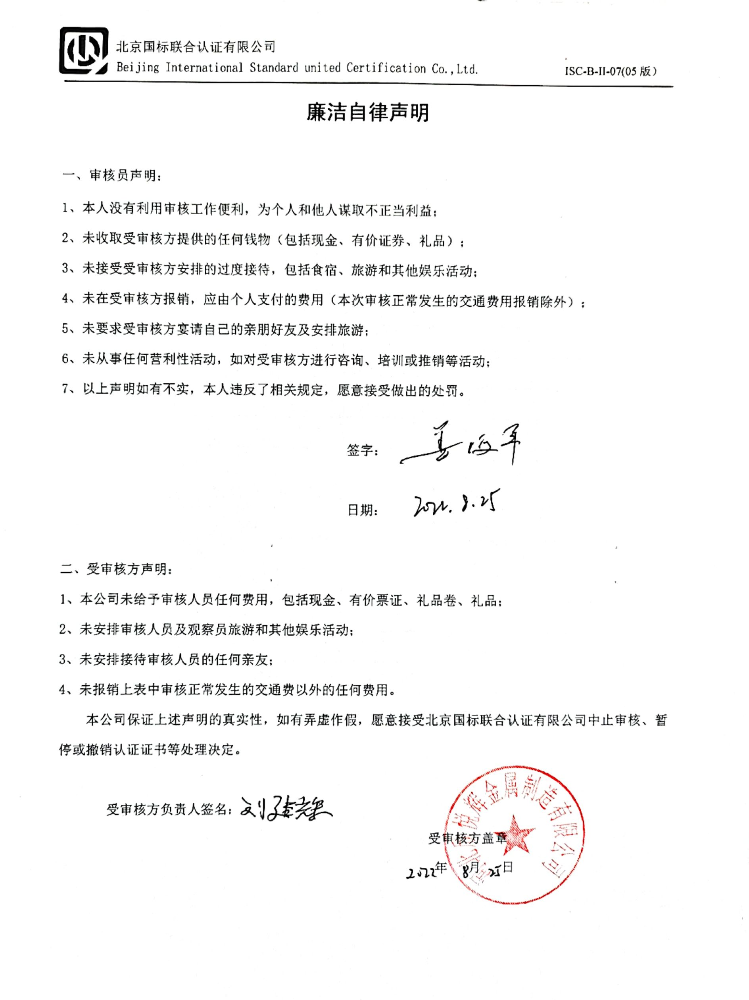 北京国标联合认证有限公司
Beijing International Standard united Certification Co.,Ltd.
ISC-B-II-07(05 版)
廉洁自律声明
一、审核员声明：
1、本人没有利用审核工作便利，为个人和他人谋取不正当利益；
2、未收取受审核方提供的任何钱物（包括现金、有价证券、礼品）；
3、未接受受审核方安排的过度接待，包括食宿、旅游和其他娱乐活动；
4、未在受审核方报销，应由个人支付的费用（本次审核正常发生的交通费用报销除外）；
5、未要求受审核方宴请自己的亲朋好友及安排旅游；
6、未从事任何营利性活动，如对受审核方进行咨询、培训或推销等活动；
7、以上声明如有不实，本人违反了相关规定，愿意接受做出的处罚。
签字：姜海军
日期：2022.8.25
二、受审核方声明：
1、本公司未给予审核人员任何费用，包括现金、有价票证、礼品卷、礼品；
2、未安排审核人员及观察员旅游和其他娱乐活动；
3、未安排接待审核人员的任何亲友；
4、未报销上表中审核正常发生的交通费以外的任何费用。
本公司保证上述声明的真实性，如有弄虚作假，愿意接受北京国标联合认证有限公司中止审核、暂
停或撤销认证证书等处理决定。
受审核方负责人签名：刘
悦辉金属制造有限公司
受审核方盖章
2022年 8月 25日